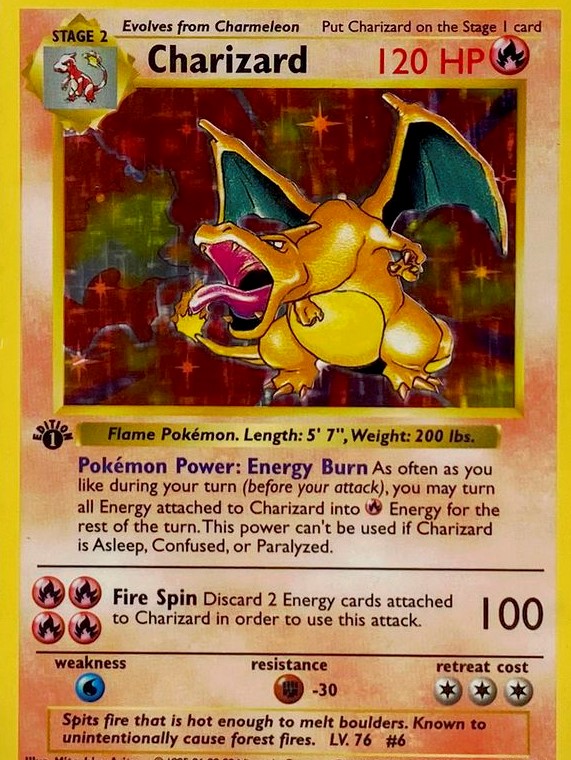 STAGE 2
Evolves from Charmeleon Put Charizard on the Stage 1 card
Charizard 120 HP
EDITION
1
Flame Pokémon. Length: 5' 7", Weight: 200 lbs.
Pokémon Power: Energy Burn As often as you
like during your turn (before your attack), you may turn
all Energy attached to Charizard into Energy for the
rest of the turn. This power can't be used if Charizard
is Asleep, Confused, or Paralyzed.
Fire Spin Discard 2 Energy cards attached
to Charizard in order to use this attack. 100
weakness resistance retreat cost
-30
Spits fire that is hot enough to melt boulders. Known to
unintentionally cause forest fires. LV. 76 #6